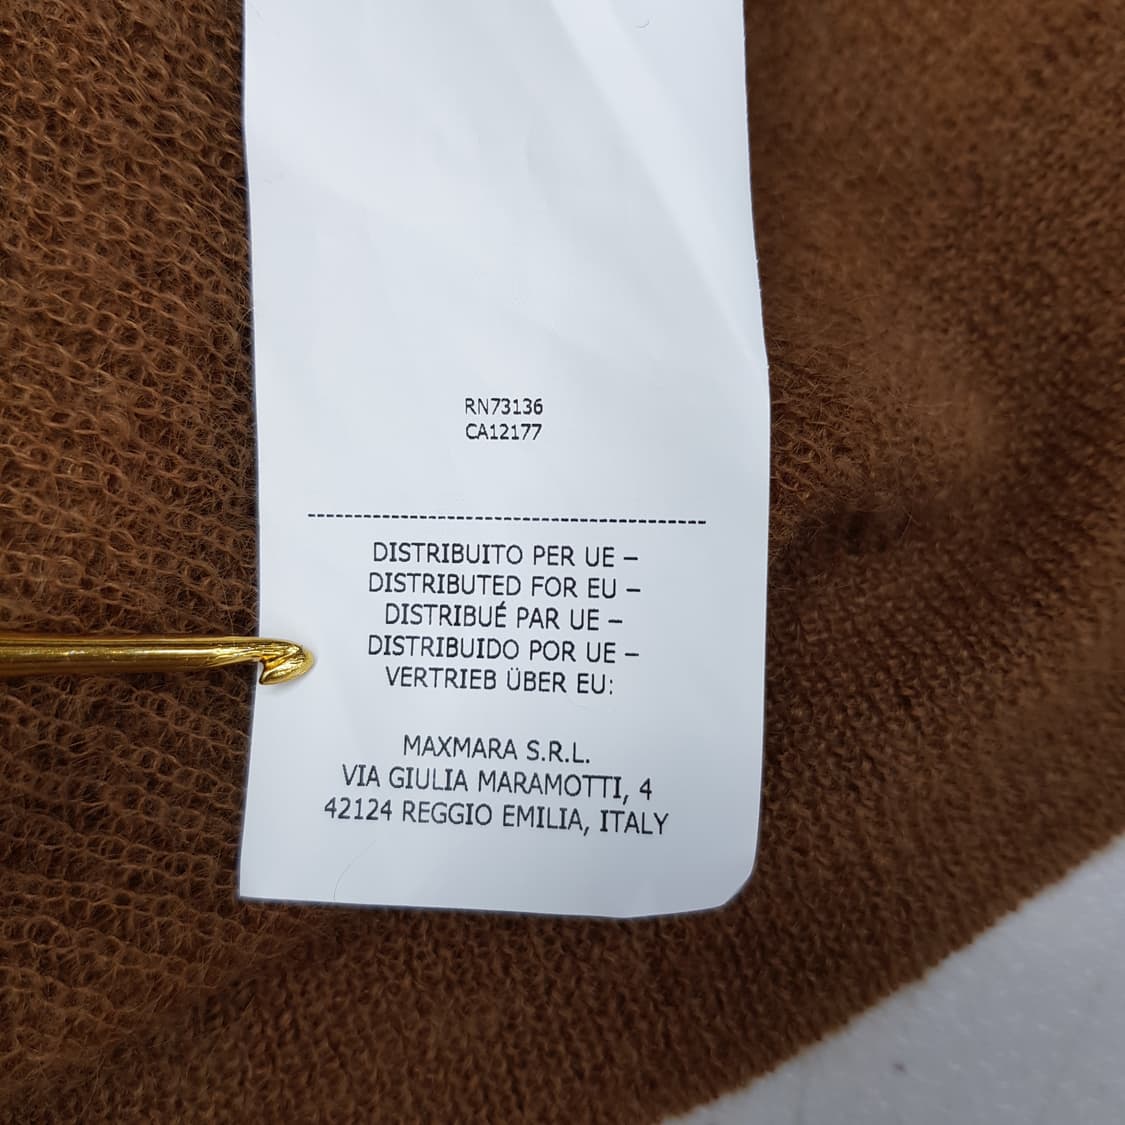 RN73136
CA12177
DISTRIBUITO PER UE –
DISTRIBUTED FOR EU –
DISTRIBUÉ PAR UE –
DISTRIBUIDO POR UE –
VERTRIEB ÜBER EU:
MAXMARA S.R.L.
VIA GIULIA MARAMOTTI, 4
42124 REGGIO EMILIA, ITALY